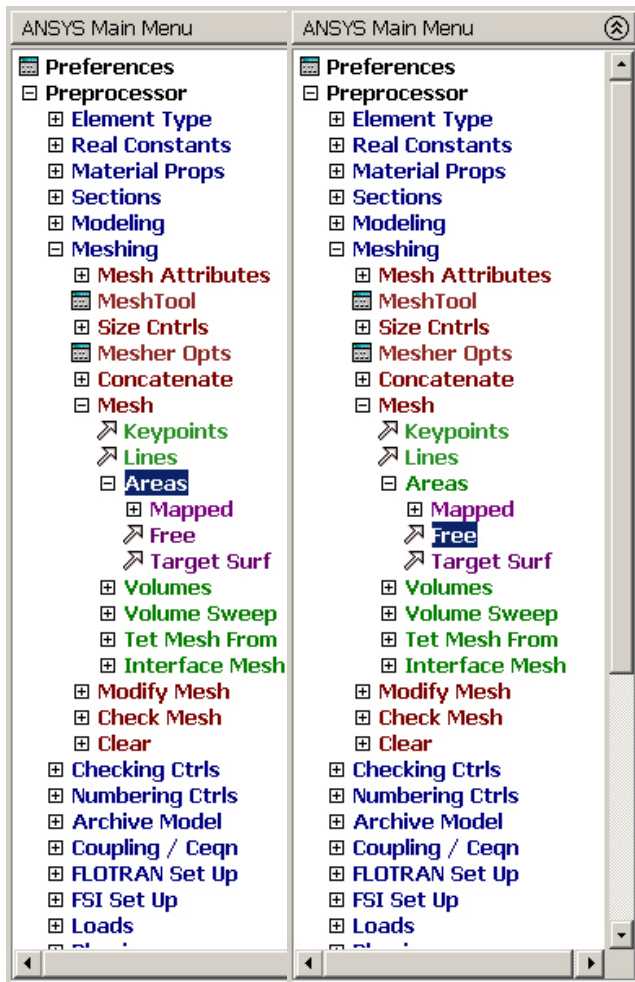 ANSYS Main Menu
Preferences
Preprocessor
Element Type
Real Constants
Material Props
Sections
Modeling
Meshing
Mesh Attributes
MeshTool
Size Cntrls
Mesher Opts
Concatenate
Mesh
Keypoints
Lines
Areas
Mapped
Free
Target Surf
Volumes
Volume Sweep
Tet Mesh From
Interface Mesh
Modify Mesh
Check Mesh
Clear
Checking Ctrls
Numbering Ctrls
Archive Model
Coupling / Ceqn
FLOTRAN Set Up
FSI Set Up
Loads
ANSYS Main Menu
Preferences
Preprocessor
Element Type
Real Constants
Material Props
Sections
Modeling
Meshing
Mesh Attributes
MeshTool
Size Cntrls
Mesher Opts
Concatenate
Mesh
Keypoints
Lines
Areas
Mapped
Free
Target Surf
Volumes
Volume Sweep
Tet Mesh From
Interface Mesh
Modify Mesh
Check Mesh
Clear
Checking Ctrls
Numbering Ctrls
Archive Model
Coupling / Ceqn
FLOTRAN Set Up
FSI Set Up
Loads